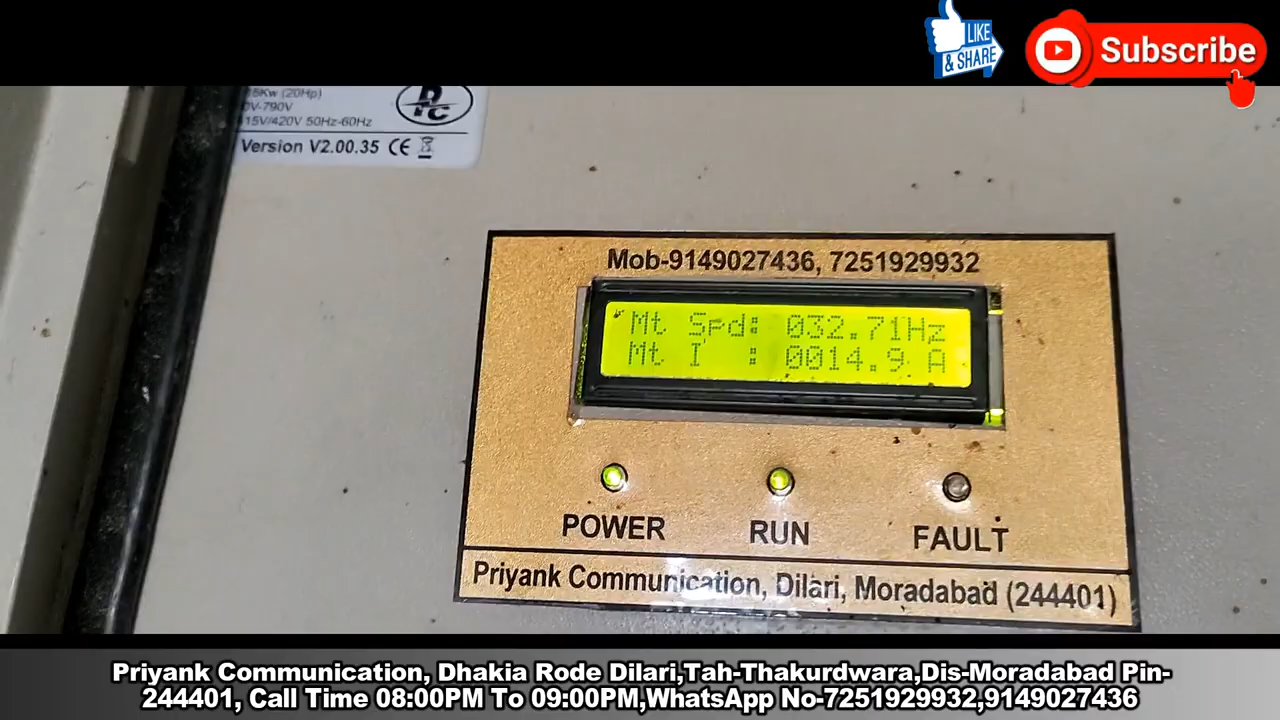 LIKE
& SHARE
Subscribe
(20Hp)
V-790V
15V/420V 50Hz-60Hz
Version V2.00.35 CE
Mob-9149027436, 7251929932
Mt Spd: 032.71Hz
Mt I : 0014.9 A
POWER RUN FAULT
Priyank Communication, Dilari, Moradabad (244401)
Priyank Communication, Dhakia Rode Dilari,Tah-Thakurdwara,Dis-Moradabad Pin-
244401, Call Time 08:00PM To 09:00PM,WhatsApp No-7251929932,9149027436